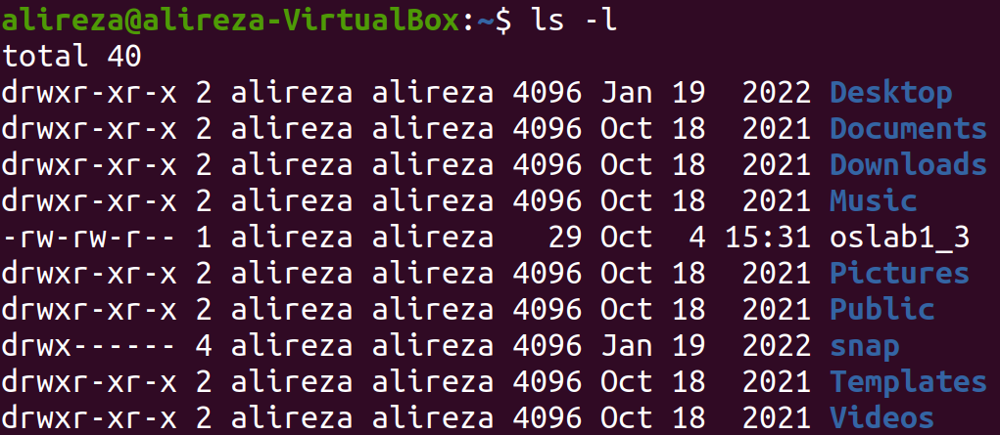 alireza@alireza-VirtualBox:~$ ls -l
total 40
drwxr-xr-x 2 alireza alireza 4096 Jan 19  2022 Desktop
drwxr-xr-x 2 alireza alireza 4096 Oct 18  2021 Documents
drwxr-xr-x 2 alireza alireza 4096 Oct 18  2021 Downloads
drwxr-xr-x 2 alireza alireza 4096 Oct 18  2021 Music
-rw-rw-r-- 1 alireza alireza   29 Oct  4 15:31 oslab1_3
drwxr-xr-x 2 alireza alireza 4096 Oct 18  2021 Pictures
drwxr-xr-x 2 alireza alireza 4096 Oct 18  2021 Public
drwx------ 4 alireza alireza 4096 Jan 19  2022 snap
drwxr-xr-x 2 alireza alireza 4096 Oct 18  2021 Templates
drwxr-xr-x 2 alireza alireza 4096 Oct 18  2021 Videos